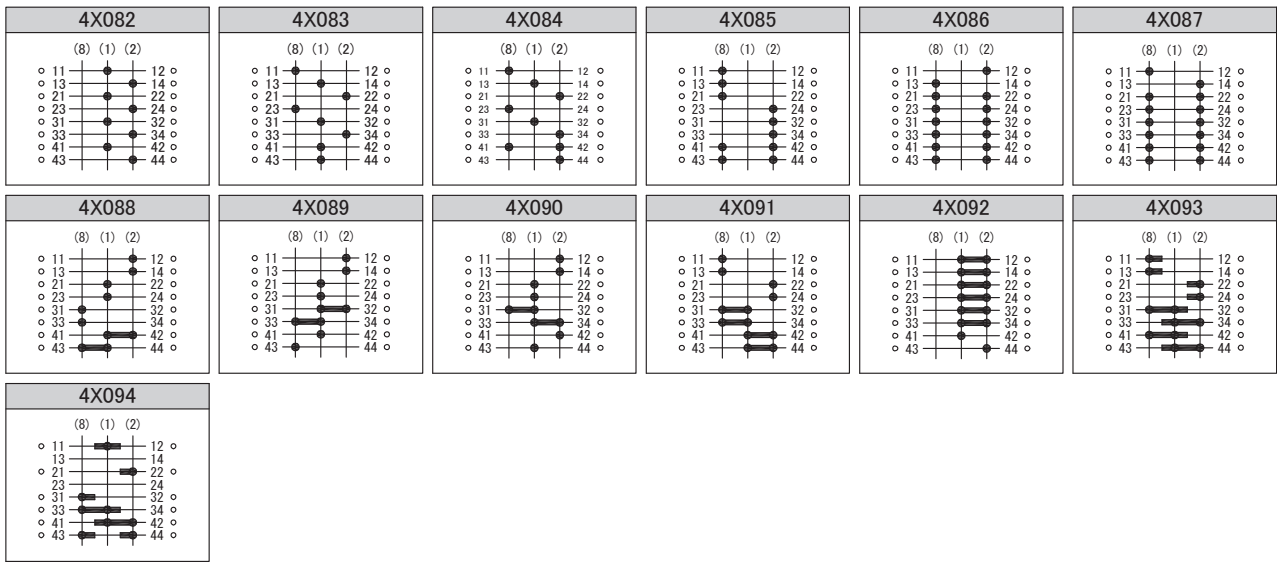 4X082 4X083 4X084 4X085 4X086 4X087
(8) (1) (2) (8) (1) (2) (8) (1) (2) (8) (1) (2) (8) (1) (2) (8) (1) (2)
11 12 11 12 11 12 11 12 11 12 11 12
13 14 13 14 13 14 13 14 13 14 13 14
21 22 21 22 21 22 21 22 21 22 21 22
23 24 23 24 23 24 23 24 23 24 23 24
31 32 31 32 31 32 31 32 31 32 31 32
33 34 33 34 33 34 33 34 33 34 33 34
41 42 41 42 41 42 41 42 41 42 41 42
43 44 43 44 43 44 43 44 43 44 43 44
4X088 4X089 4X090 4X091 4X092 4X093
(8) (1) (2) (8) (1) (2) (8) (1) (2) (8) (1) (2) (8) (1) (2) (8) (1) (2)
11 12 11 12 11 12 11 12 11 12 11 12
13 14 13 14 13 14 13 14 13 14 13 14
21 22 21 22 21 22 21 22 21 22 21 22
23 24 23 24 23 24 23 24 23 24 23 24
31 32 31 32 31 32 31 32 31 32 31 32
33 34 33 34 33 34 33 34 33 34 33 34
41 42 41 42 41 42 41 42 41 42 41 42
43 44 43 44 43 44 43 44 43 44 43 44
4X094
(8) (1) (2)
11 12
13 14
21 22
23 24
31 32
33 34
41 42
43 44